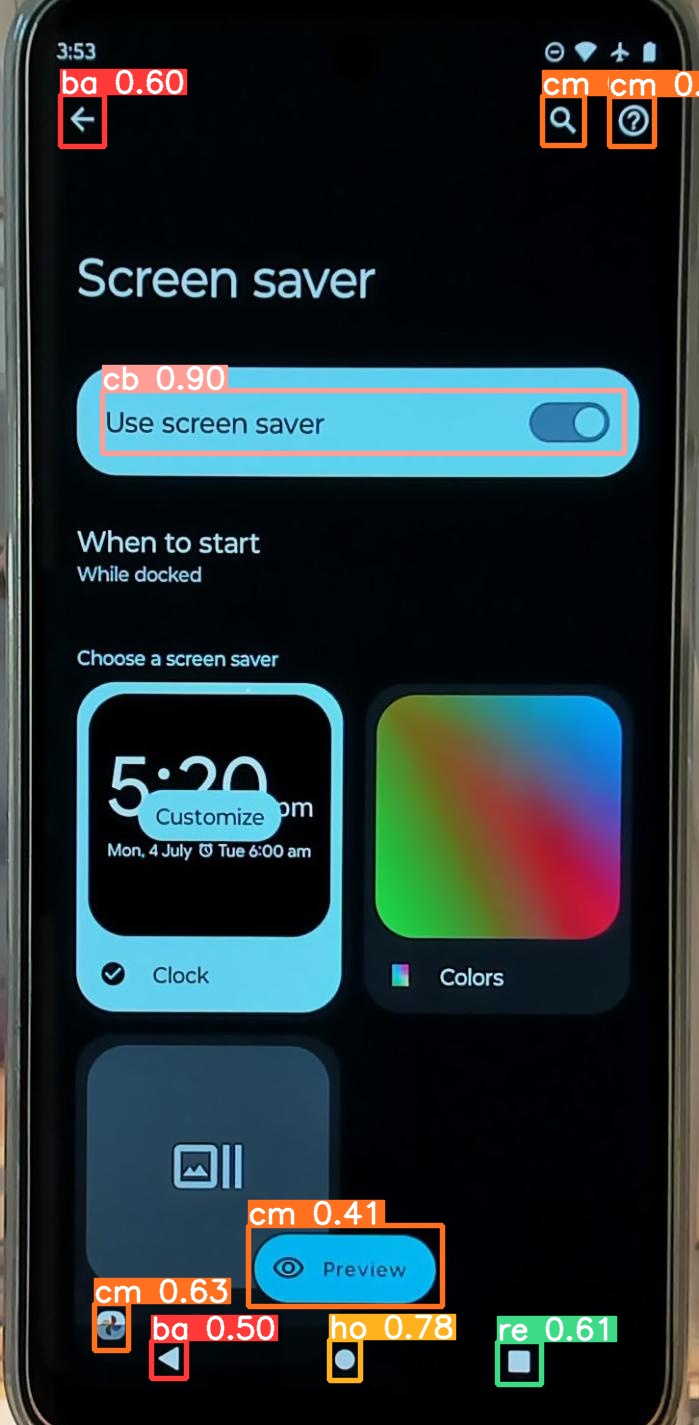 3:53
ba 0.60
cm
cm 0.
Screen saver
cb 0.90
Use screen saver
When to start
While docked
Choose a screen saver
5:20 pm
Customize
Mon, 4 July Tue 6:00 am
Clock
Colors
cm 0.41
Preview
cm 0.63
ba 0.50
ho 0.78
re 0.61